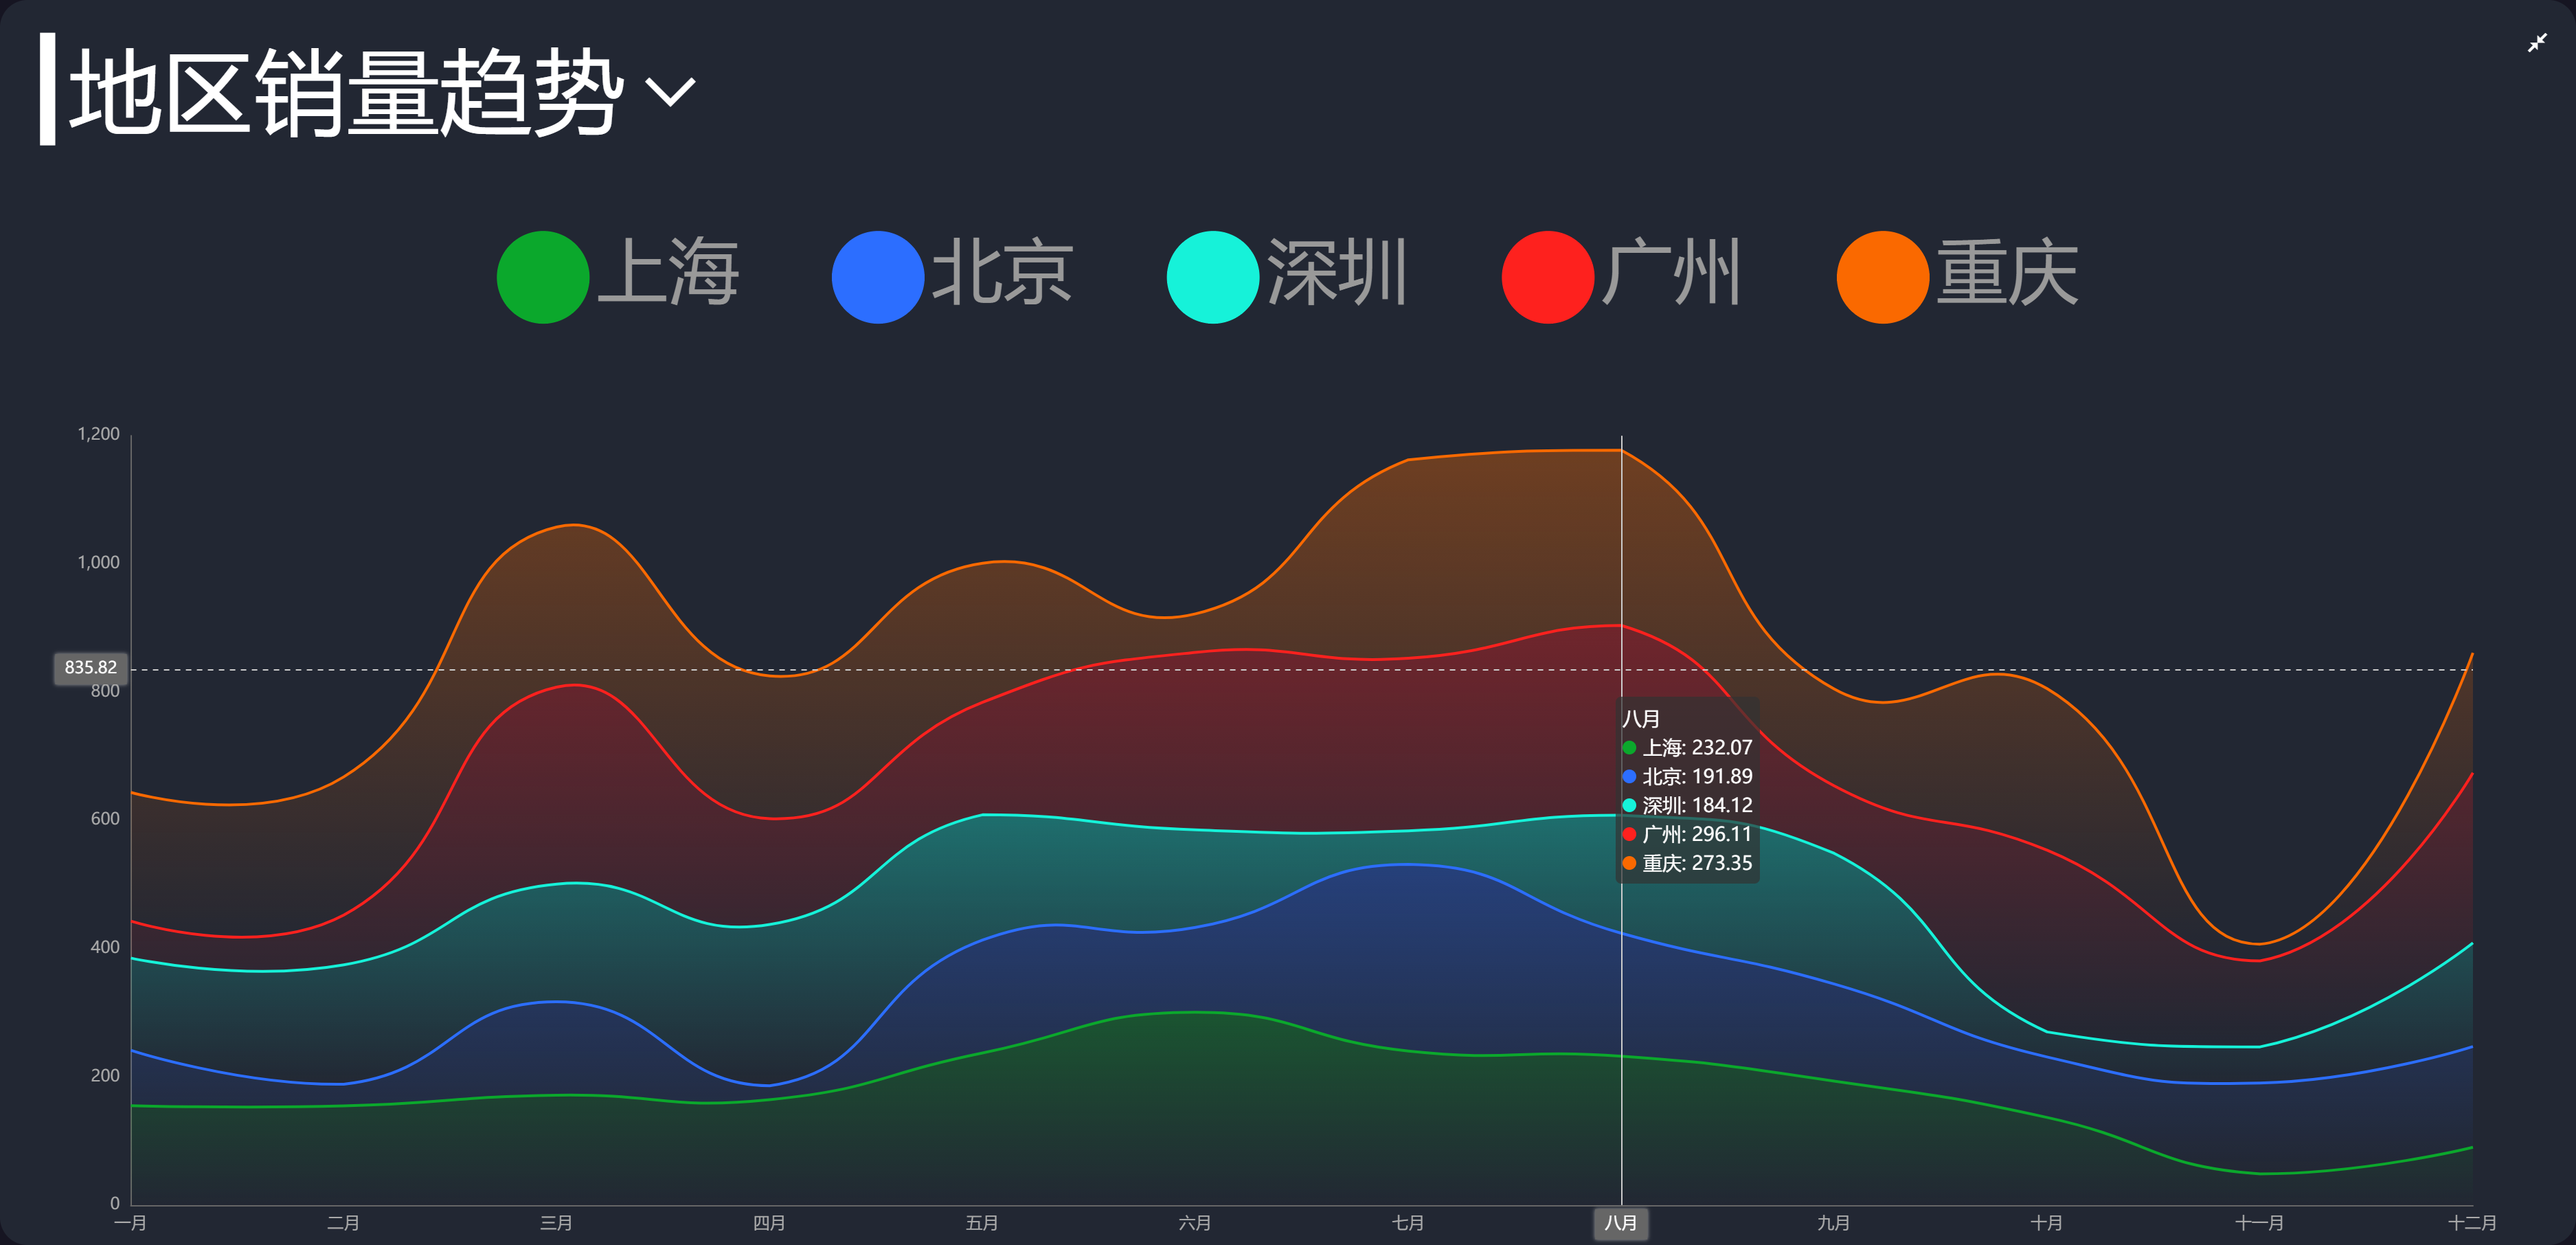 地区销量趋势
上海 北京 深圳 广州 重庆
1,200
1,000
835.82
800
八月
上海: 232.07
北京: 191.89
深圳: 184.12
广州: 296.11
重庆: 273.35
600
400
200
0
一月 二月 三月 四月 五月 六月 七月 八月 九月 十月 十一月 十二月